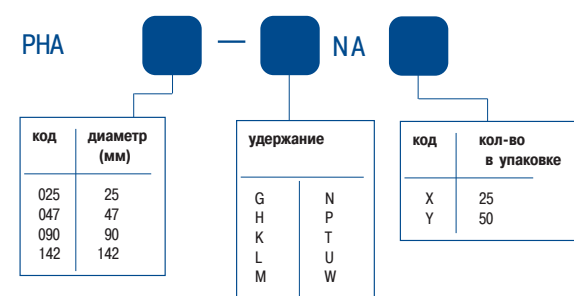 PHA — NA
код диаметр (мм)
025 25
047 47
090 90
142 142
удержание
G N
H P
K T
L U
M W
код кол-во в упаковке
X 25
Y 50